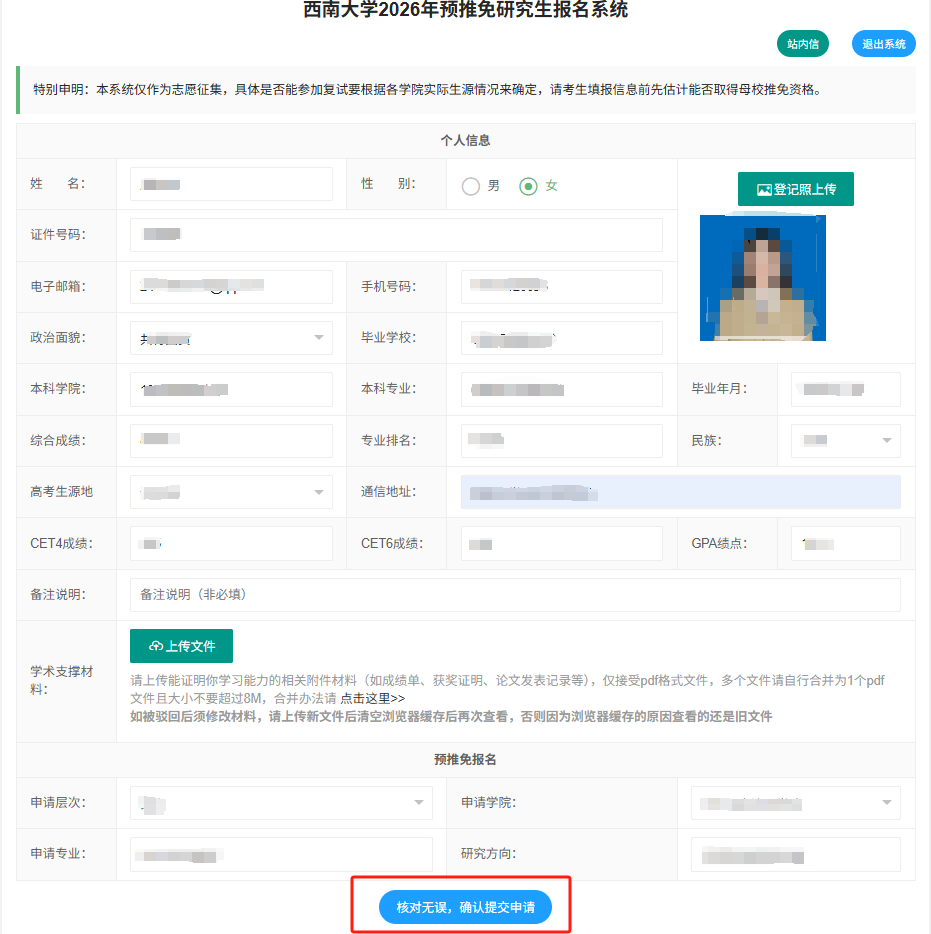 西南大学2026年预推免研究生报名系统
站内信 退出系统
特别申明：本系统仅作为志愿征集，具体是否能参加复试要根据各学院实际生源情况来确定，请考生填报信息前先估计能否取得母校推免资格。
个人信息
姓 名： 性 别： 男 女 登记照上传
证件号码：
电子邮箱： 手机号码：
政治面貌： 毕业学校：
本科学院： 本科专业： 毕业年月：
综合成绩： 专业排名： 民族：
高考生源地 通信地址：
CET4成绩： CET6成绩： GPA绩点：
备注说明： 备注说明（非必填）
上传文件
学术支撑材料：
请上传能证明你学习能力的相关附件材料（如成绩单、获奖证明、论文发表记录等），仅接受pdf格式文件，多个文件请自行合并为1个pdf
文件且大小不要超过8M，合并办法请 点击这里>>
如被驳回后须修改材料，请上传新文件后清空浏览器缓存后再次查看，否则因为浏览器缓存的原因查看的还是旧文件
预推免报名
申请层次： 申请学院：
申请专业： 研究方向：
核对无误，确认提交申请